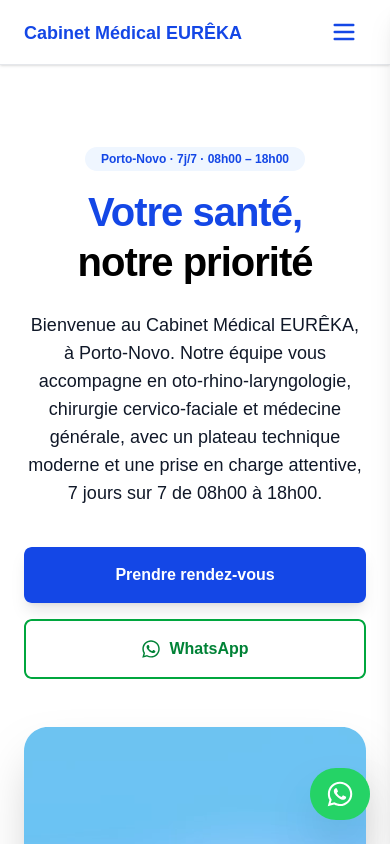 Cabinet Médical EURÊKA
Porto-Novo · 7j/7 · 08h00 – 18h00
Votre santé,
notre priorité
Bienvenue au Cabinet Médical EURÊKA,
à Porto-Novo. Notre équipe vous
accompagne en oto-rhino-laryngologie,
chirurgie cervico-faciale et médecine
générale, avec un plateau technique
moderne et une prise en charge attentive,
7 jours sur 7 de 08h00 à 18h00.
Prendre rendez-vous
WhatsApp